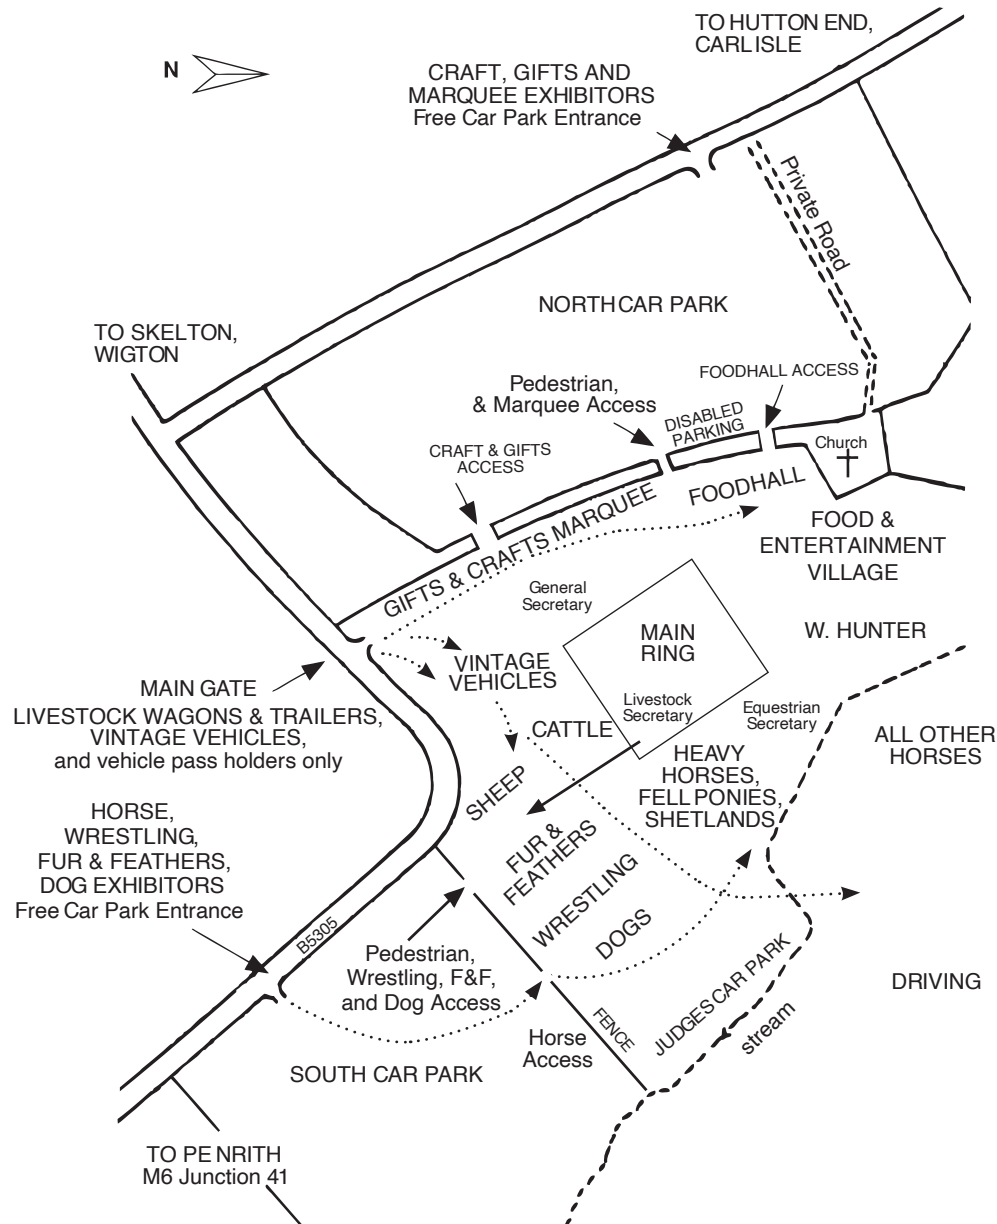 TO HUTTON END,
CARLISLE
N
CRAFT, GIFTS AND
MARQUEE EXHIBITORS
Free Car Park Entrance
Private Road
NORTH CAR PARK
TO SKELTON,
WIGTON
FOODHALL ACCESS
Pedestrian,
& Marquee Access
DISABLED
PARKING
CRAFT & GIFTS
ACCESS
Church
GIFTS & CRAFTS MARQUEE
FOODHALL
FOOD &
ENTERTAINMENT
VILLAGE
General
Secretary
MAIN
RING
W. HUNTER
VINTAGE
VEHICLES
MAIN GATE
LIVESTOCK WAGONS & TRAILERS,
VINTAGE VEHICLES,
and vehicle pass holders only
Livestock
Secretary
Equestrian
Secretary
CATTLE
ALL OTHER
HORSES
HEAVY
HORSES,
FELL PONIES,
SHETLANDS
SHEEP
HORSE,
WRESTLING,
FUR & FEATHERS,
DOG EXHIBITORS
Free Car Park Entrance
FUR &
FEATHERS
WRESTLING
DOGS
B5305
Pedestrian,
Wrestling, F&F,
and Dog Access
JUDGES CAR PARK
DRIVING
FENCE
stream
Horse
Access
SOUTH CAR PARK
TO PENRITH
M6 Junction 41